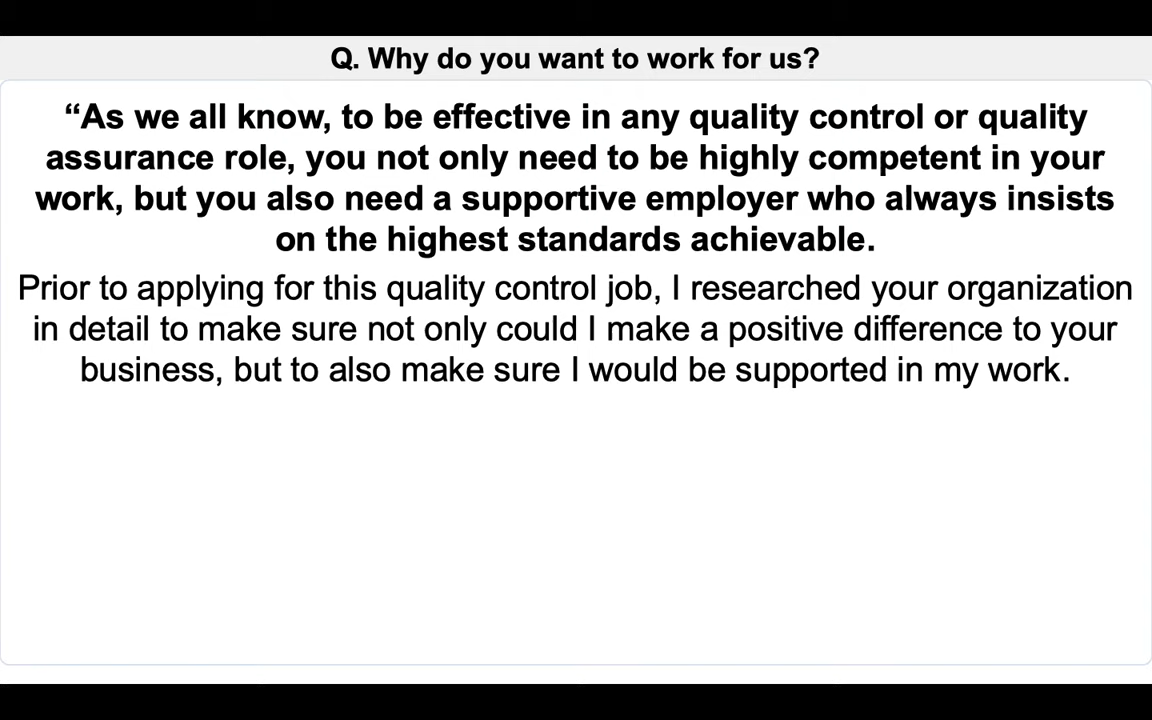 Q. Why do you want to work for us?
“As we all know, to be effective in any quality control or quality
assurance role, you not only need to be highly competent in your
work, but you also need a supportive employer who always insists
on the highest standards achievable.
Prior to applying for this quality control job, I researched your organization
in detail to make sure not only could I make a positive difference to your
business, but to also make sure I would be supported in my work.